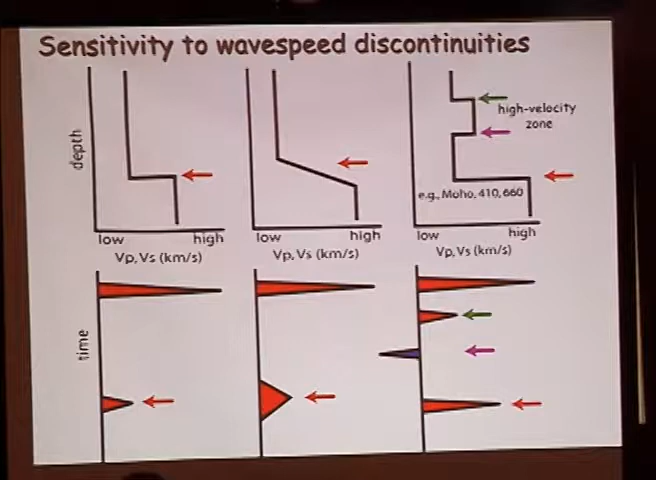 Sensitivity to wavespeed discontinuities
depth
low high
Vp,Vs (km/s)
low high
Vp,Vs (km/s)
high-velocity
zone
e.g., Moho, 410, 660
low high
Vp,Vs (km/s)
time